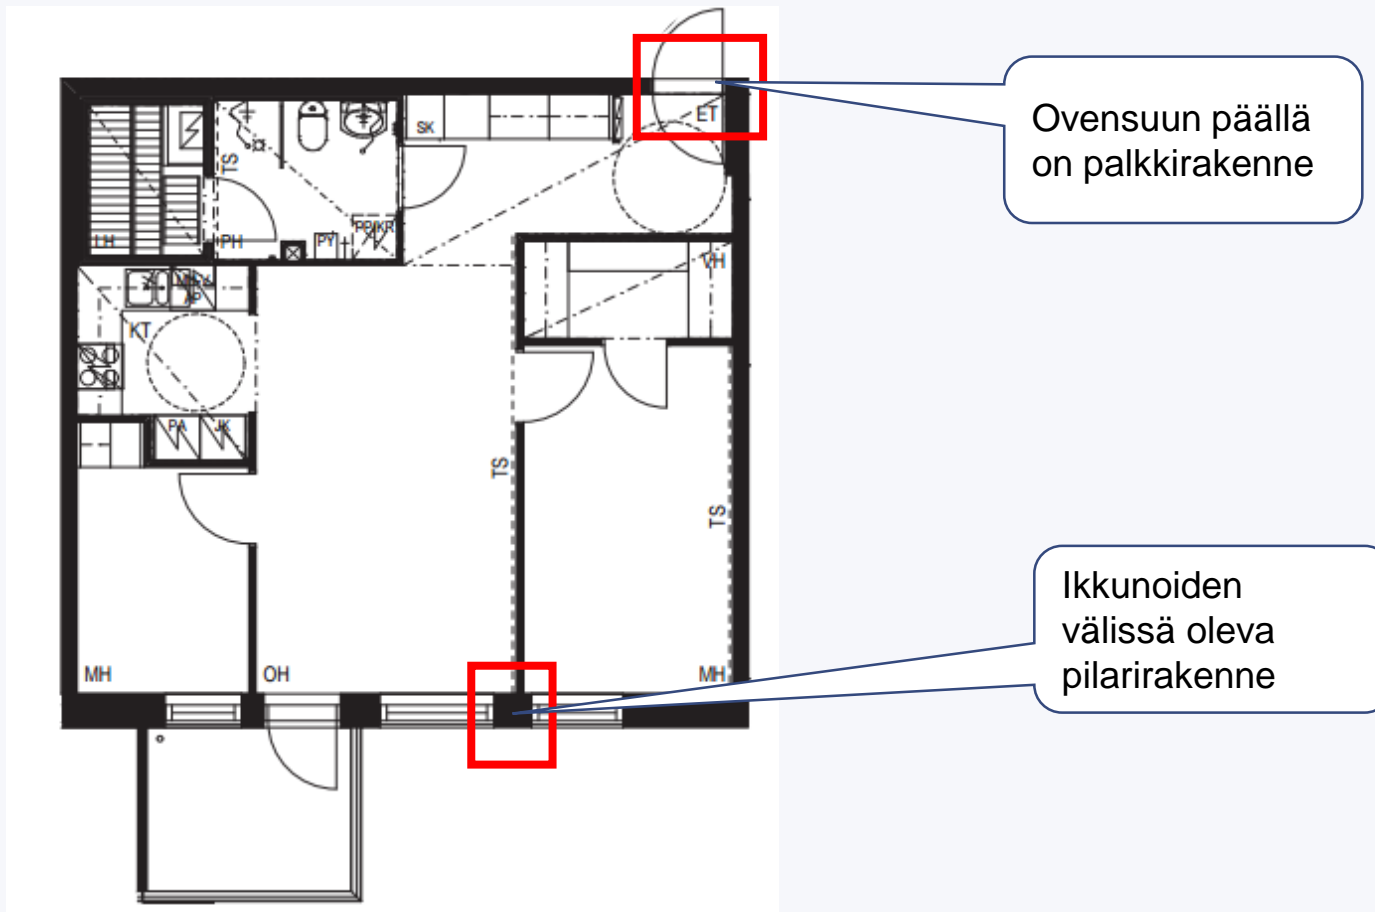 Ovensuun päällä
on palkkirakenne
ET
SK
TS
LH
PH
PY
PP/KR
VH
KT
PA
JK
TS
TS
MH
OH
MH
Ikkunoiden
välissä oleva
pilarirakenne